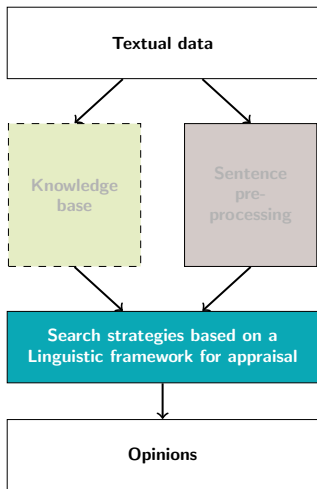 Textual data
Knowledge
base
Sentence
pre-
processing
Search strategies based on a
Linguistic framework for appraisal
Opinions